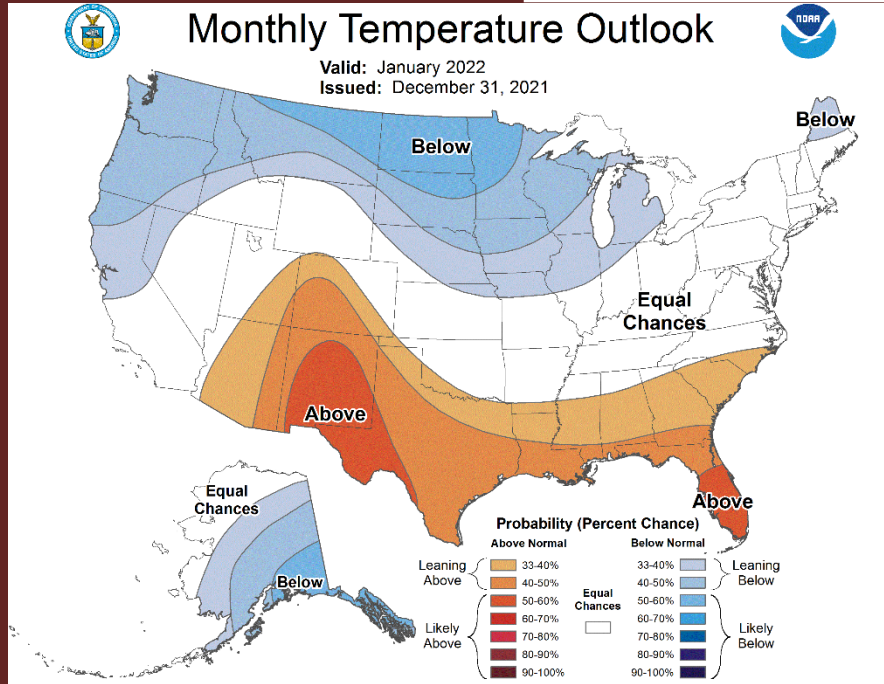 Monthly Temperature Outlook
NOAA
Valid: January 2022
Issued: December 31, 2021
Below
Below
Equal
Chances
Above
Above
Equal
Chances
Below
Probability (Percent Chance)
Above Normal
Below Normal
Leaning
Above
33-40%
40-50%
Likely
Above
50-60%
60-70%
70-80%
80-90%
90-100%
Equal
Chances
33-40%
40-50%
Leaning
Below
50-60%
60-70%
70-80%
80-90%
90-100%
Likely
Below